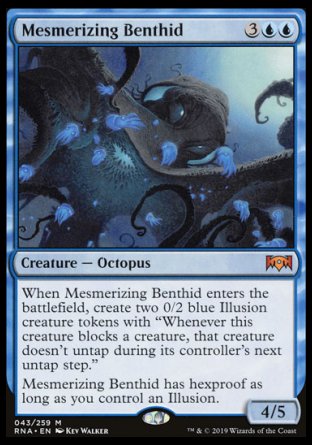 Mesmerizing Benthid 3
Creature — Octopus
When Mesmerizing Benthid enters the
battlefield, create two 0/2 blue Illusion
creature tokens with "Whenever this
creature blocks a creature, that creature
doesn't untap during its controller's next
untap step."
Mesmerizing Benthid has hexproof as
long as you control an Illusion.
4/5
043/259 M
RNA • EN Key Walker
™ & © 2019 Wizards of the Coast